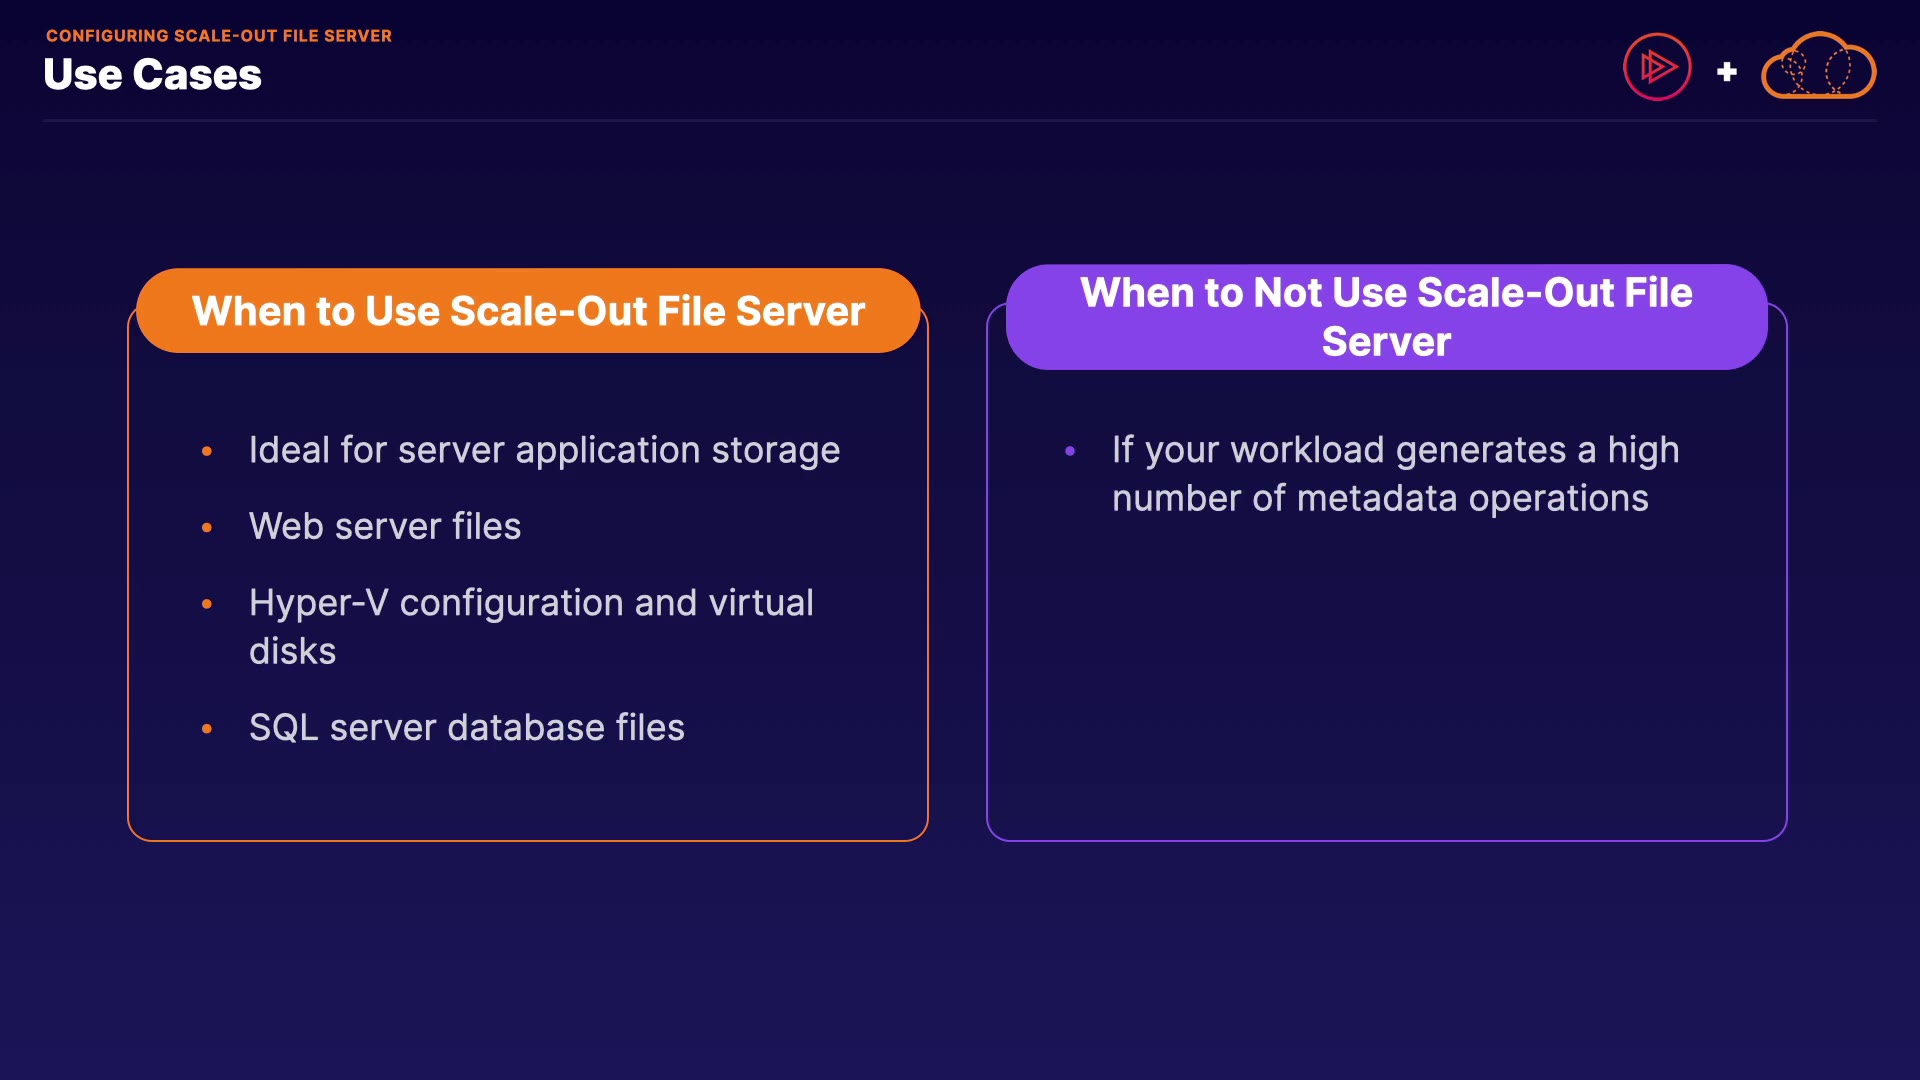 CONFIGURING SCALE-OUT FILE SERVER
Use Cases
+
When to Use Scale-Out File Server
• Ideal for server application storage
• Web server files
• Hyper-V configuration and virtual
disks
• SQL server database files
When to Not Use Scale-Out File
Server
• If your workload generates a high
number of metadata operations